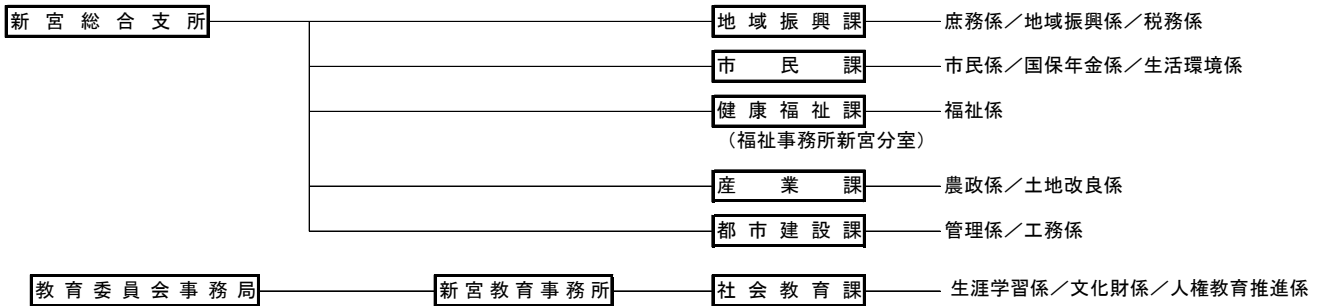 新宮総合支所 地域振興課 庶務係／地域振興係／税務係
市民課 市民係／国保年金係／生活環境係
健康福祉課 福祉係
（福祉事務所新宮分室）
産業課 農政係／土地改良係
都市建設課 管理係／工務係
教育委員会事務局 新宮教育事務所 社会教育課 生涯学習係／文化財係／人権教育推進係